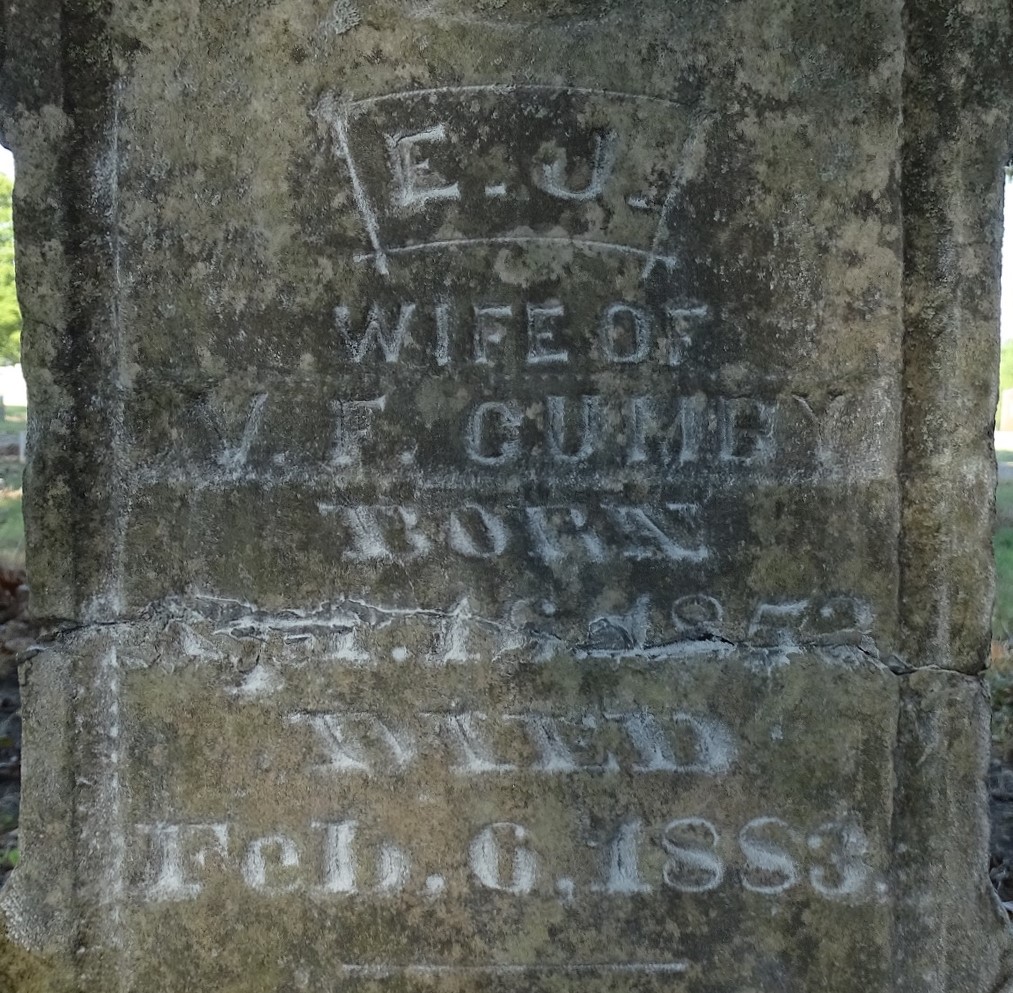 E. J.
WIFE OF
V. F. GUMBY
BORN
DIED
Feb, 6, 1883.